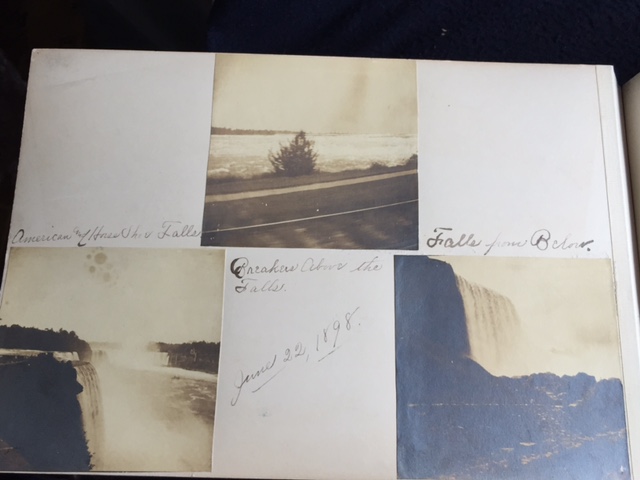 American & Horse Shoe Falls
Falls from Below.
Breakers Above the
Falls.
June 22, 1898.